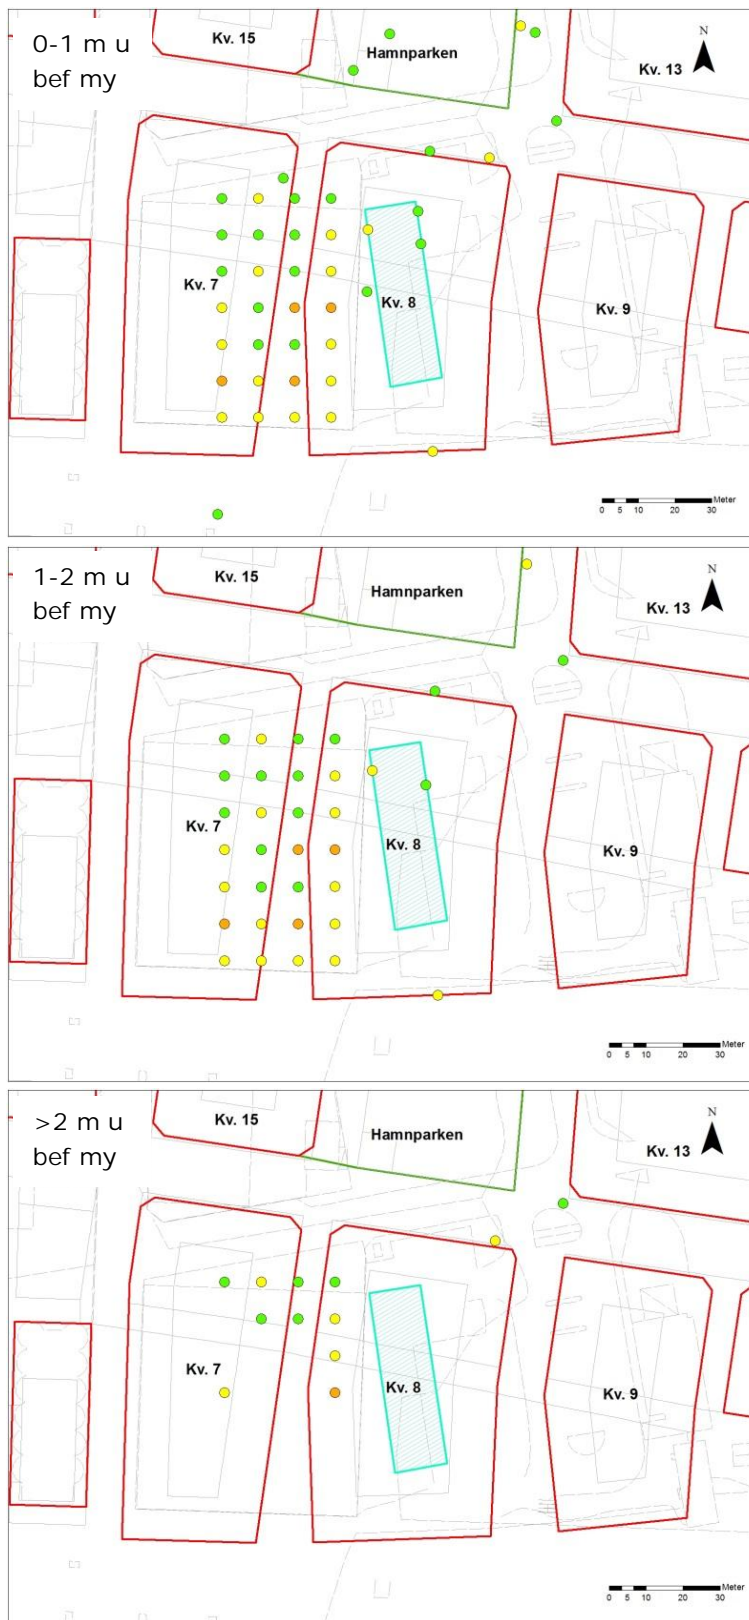 0-1 m u
bef my
Kv. 15
Hamnparken
Kv. 13
N
Kv. 7
Kv. 8
Kv. 9
Meter
0 5 10 20 30
1-2 m u
bef my
Kv. 15
Hamnparken
Kv. 13
N
Kv. 7
Kv. 8
Kv. 9
Meter
0 5 10 20 30
>2 m u
bef my
Kv. 15
Hamnparken
Kv. 13
N
Kv. 7
Kv. 8
Kv. 9
Meter
0 5 10 20 30